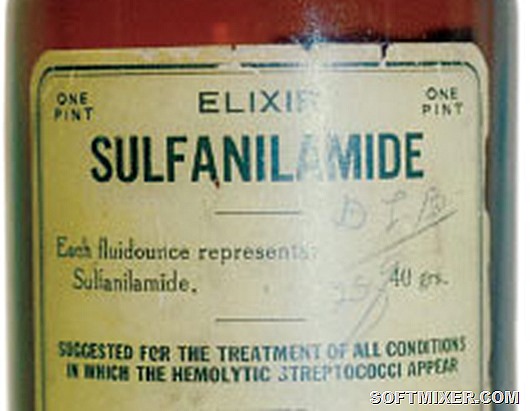 ONE PINT
ELIXIR
ONE PINT
SULFANILAMIDE
Each fluidounce represents:
Sulfanilamide, 40 grs.
SUGGESTED FOR THE TREATMENT OF ALL CONDITIONS
IN WHICH THE HEMOLYTIC STREPTOCOCCI APPEAR
SOFTMIXER.COM